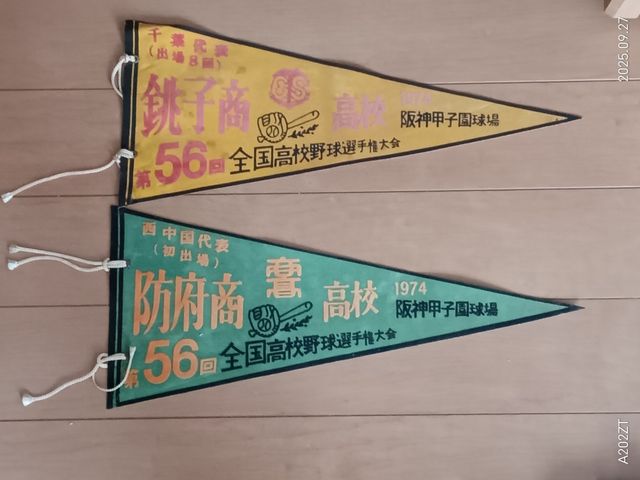 千葉代表
(出場8回)
銚子商 CS 高校
1974
阪神甲子園球場
第56回 全国高校野球選手権大会
西中国代表
(初出場)
防府商 高校
1974
阪神甲子園球場
第56回 全国高校野球選手権大会
2025.09.27
A202ZT